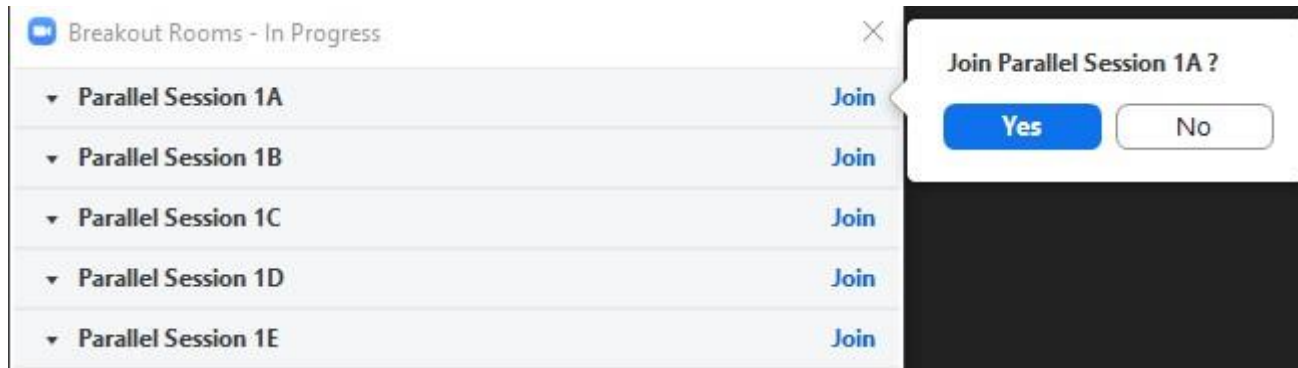 Breakout Rooms - In Progress
Parallel Session 1A Join
Parallel Session 1B Join
Parallel Session 1C Join
Parallel Session 1D Join
Parallel Session 1E Join
Join Parallel Session 1A ?
Yes No